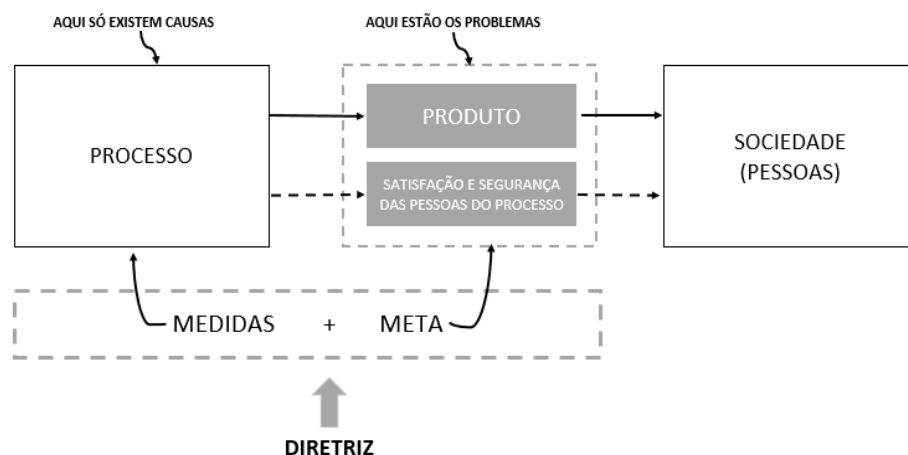 AQUI SÓ EXISTEM CAUSAS
AQUI ESTÃO OS PROBLEMAS
PROCESSO
PRODUTO
SATISFAÇÃO E SEGURANÇA
DAS PESSOAS DO PROCESSO
SOCIEDADE
(PESSOAS)
MEDIDAS + META
DIRETRIZ